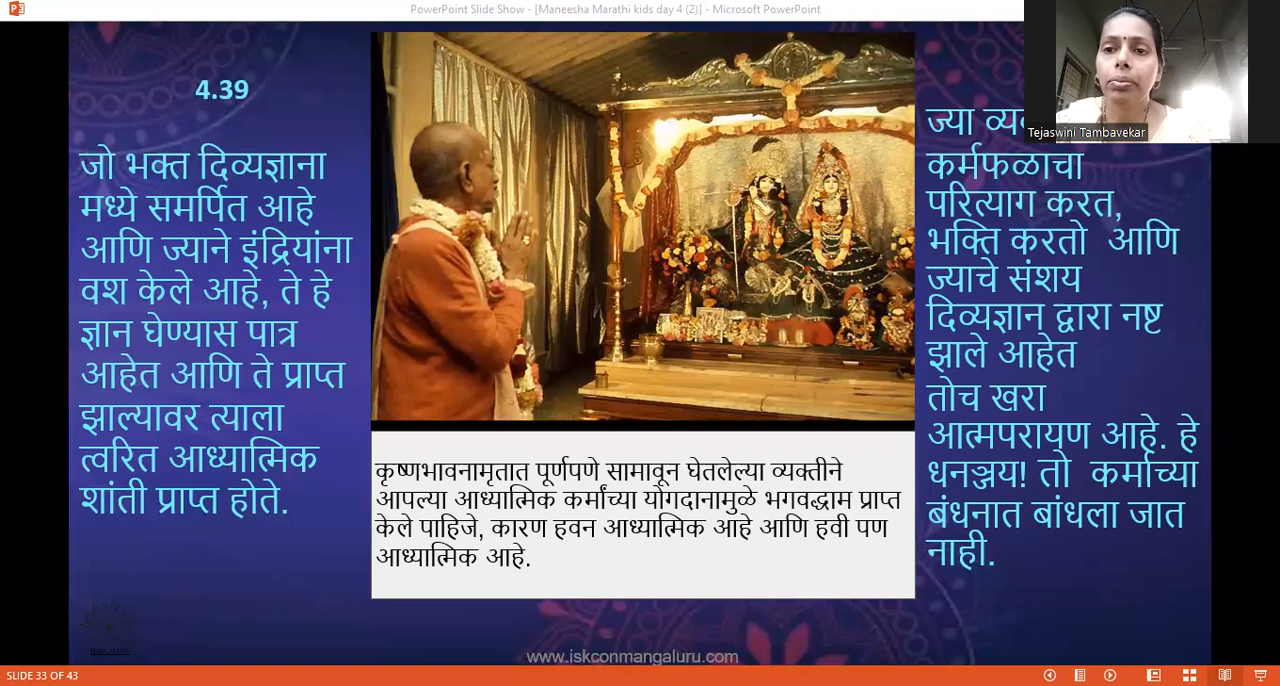 PowerPoint Slide Show - [Maneesha Marathi kids day 4 (2)] - Microsoft PowerPoint
4.39
जो भक्त दिव्यज्ञाना
मध्ये समर्पित आहे
आणि ज्याने इंद्रियांना
वश केले आहे, ते हे
ज्ञान घेण्यास पात्र
आहेत आणि ते प्राप्त
झाल्यावर त्याला
त्वरित आध्यात्मिक
शांती प्राप्त होते.
कृष्णभावनामृतात पूर्णपणे सामावून घेतलेल्या व्यक्तीने
आपल्या आध्यात्मिक कर्मांच्या योगदानामुळे भगवद्धाम प्राप्त
केले पाहिजे, कारण हवन आध्यात्मिक आहे आणि हवी पण
आध्यात्मिक आहे.
ज्या
कर्मफळाचा
परित्याग करत,
भक्ति करतो आणि
ज्याचे संशय
दिव्यज्ञान द्वारा नष्ट
झाले आहेत
तोच खरा
आत्मपरायण आहे. हे
धनञ्जय! तो कर्माच्या
बंधनात बांधला जात
नाही.
Tejaswini Tambavekar
www.iskconmangaluru.com
SLIDE 33 OF 43